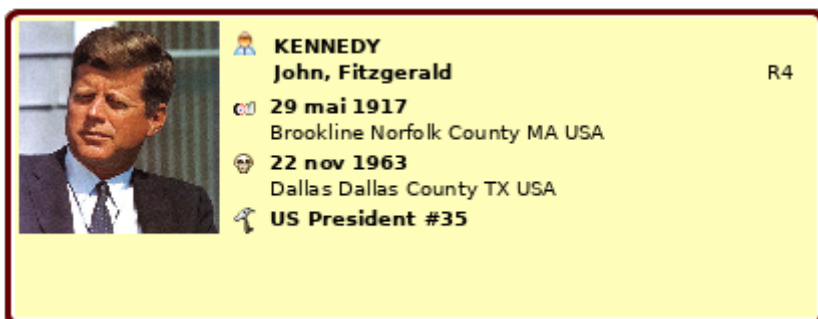 KENNEDY
John, Fitzgerald R4
29 mai 1917
Brookline Norfolk County MA USA
22 nov 1963
Dallas Dallas County TX USA
US President #35